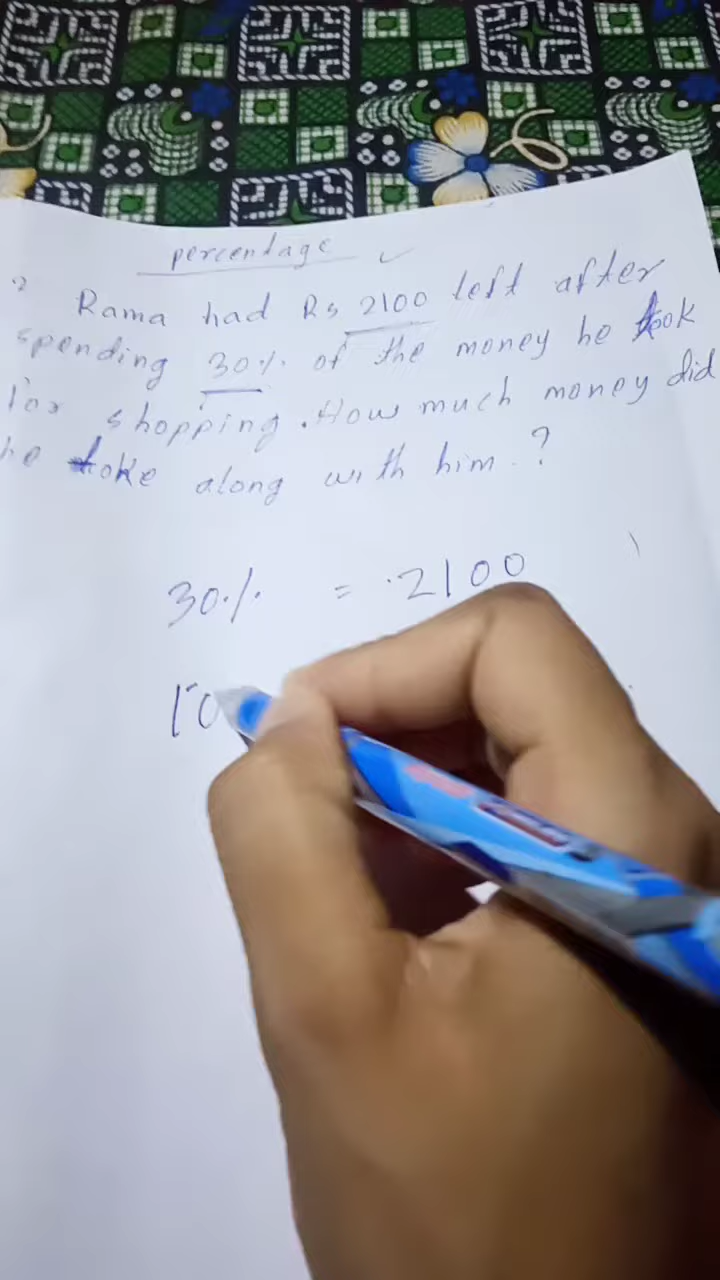 percentage ✓
? Rama had Rs 2100 left after
spending 30% of the money he took
for shopping. How much money did
he toke along with him. ?
30% = 2100
10